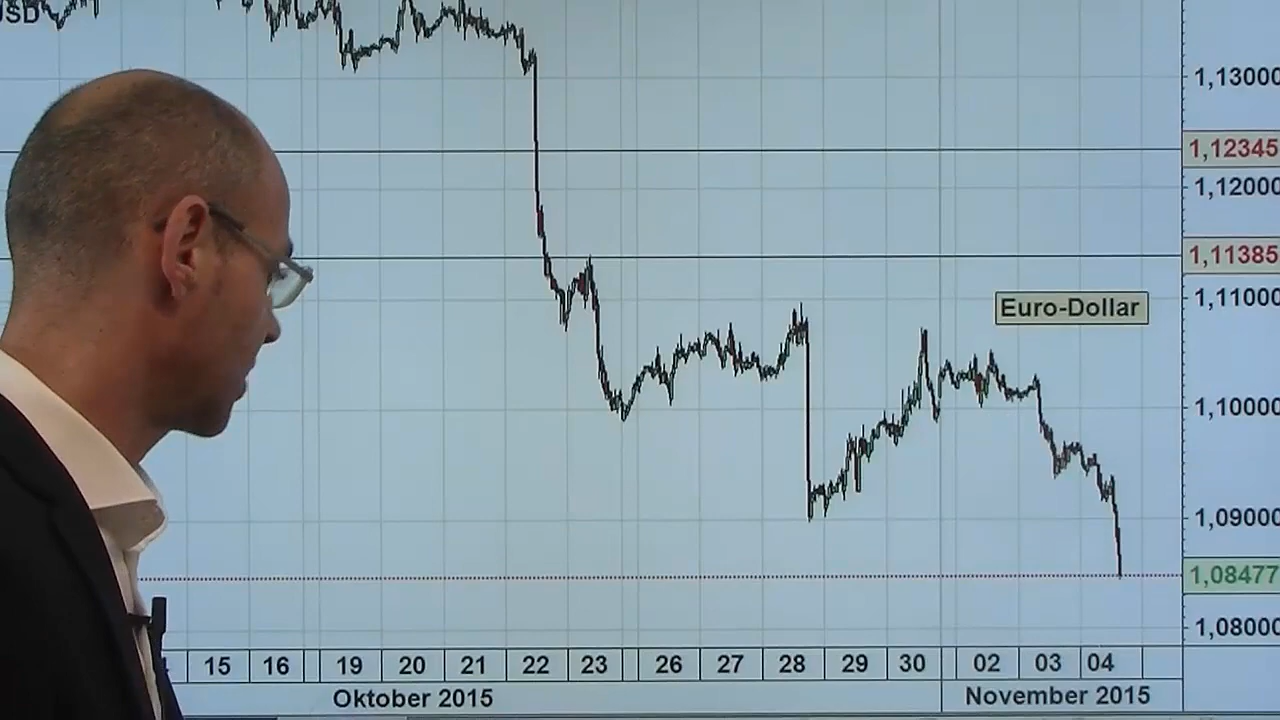 USD
1,13000
1,12345
1,12000
1,11385
1,11000
Euro-Dollar
1,10000
1,09000
1,08477
1,08000
15 16 19 20 21 22 23 26 27 28 29 30 02 03 04
Oktober 2015 November 2015